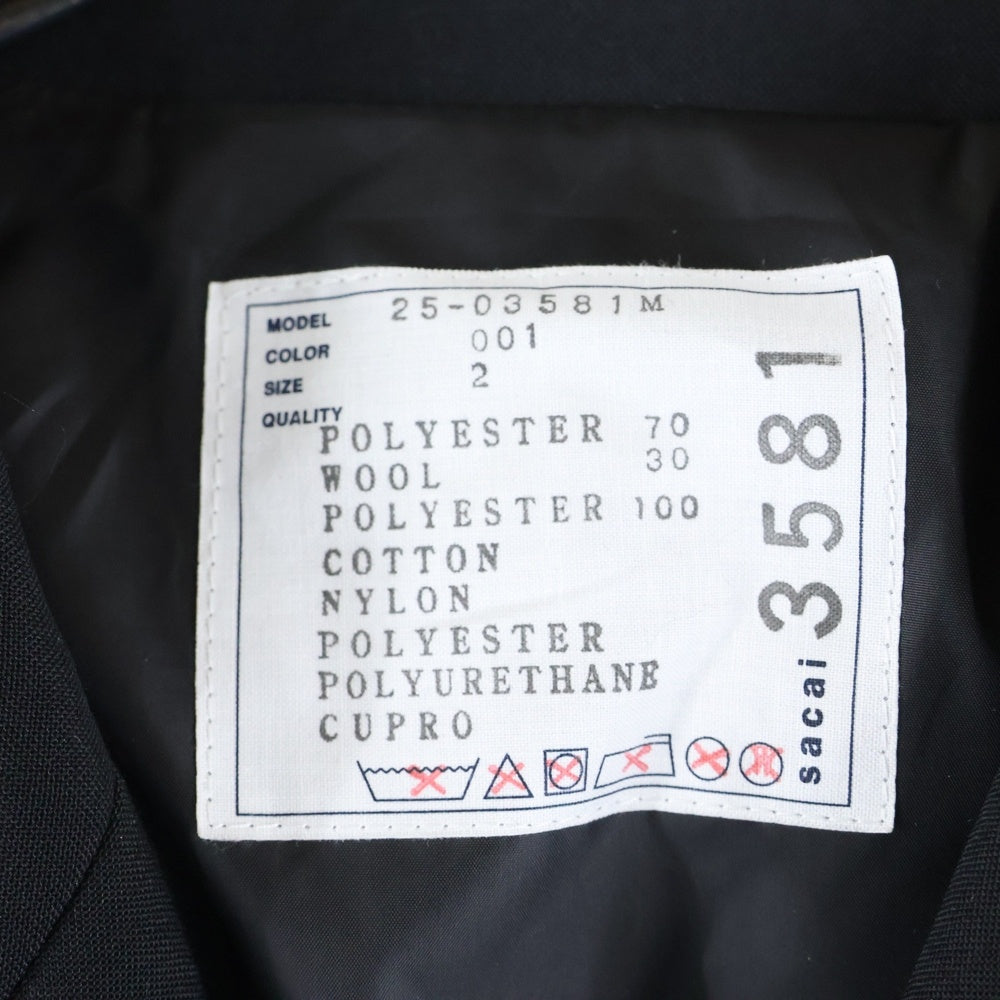 MODEL 25-03581M
COLOR 001
SIZE 2
QUALITY
POLYESTER 70
WOOL 30
POLYESTER 100
COTTON
NYLON
POLYESTER
POLYURETHANE
CUPRO
sacai 3581